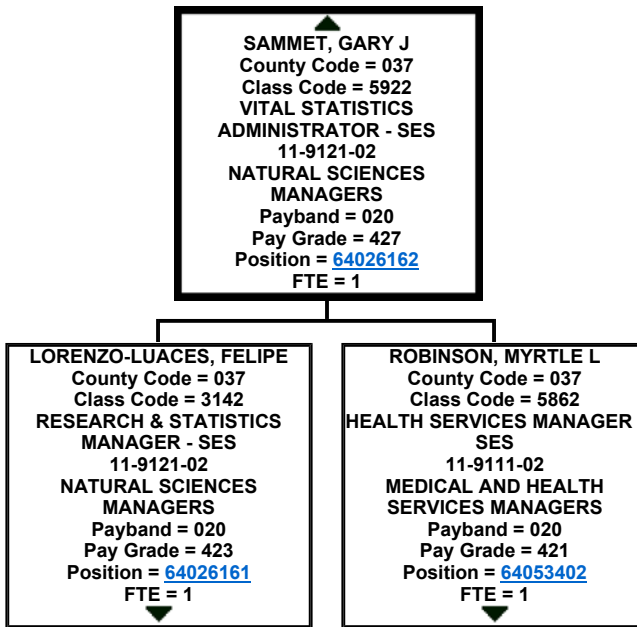 SAMMET, GARY J
County Code = 037
Class Code = 5922
VITAL STATISTICS
ADMINISTRATOR - SES
11-9121-02
NATURAL SCIENCES
MANAGERS
Payband = 020
Pay Grade = 427
Position = 64026162
FTE = 1
LORENZO-LUACES, FELIPE
County Code = 037
Class Code = 3142
RESEARCH & STATISTICS
MANAGER - SES
11-9121-02
NATURAL SCIENCES
MANAGERS
Payband = 020
Pay Grade = 423
Position = 64026161
FTE = 1
ROBINSON, MYRTLE L
County Code = 037
Class Code = 5862
HEALTH SERVICES MANAGER
SES
11-9111-02
MEDICAL AND HEALTH
SERVICES MANAGERS
Payband = 020
Pay Grade = 421
Position = 64053402
FTE = 1